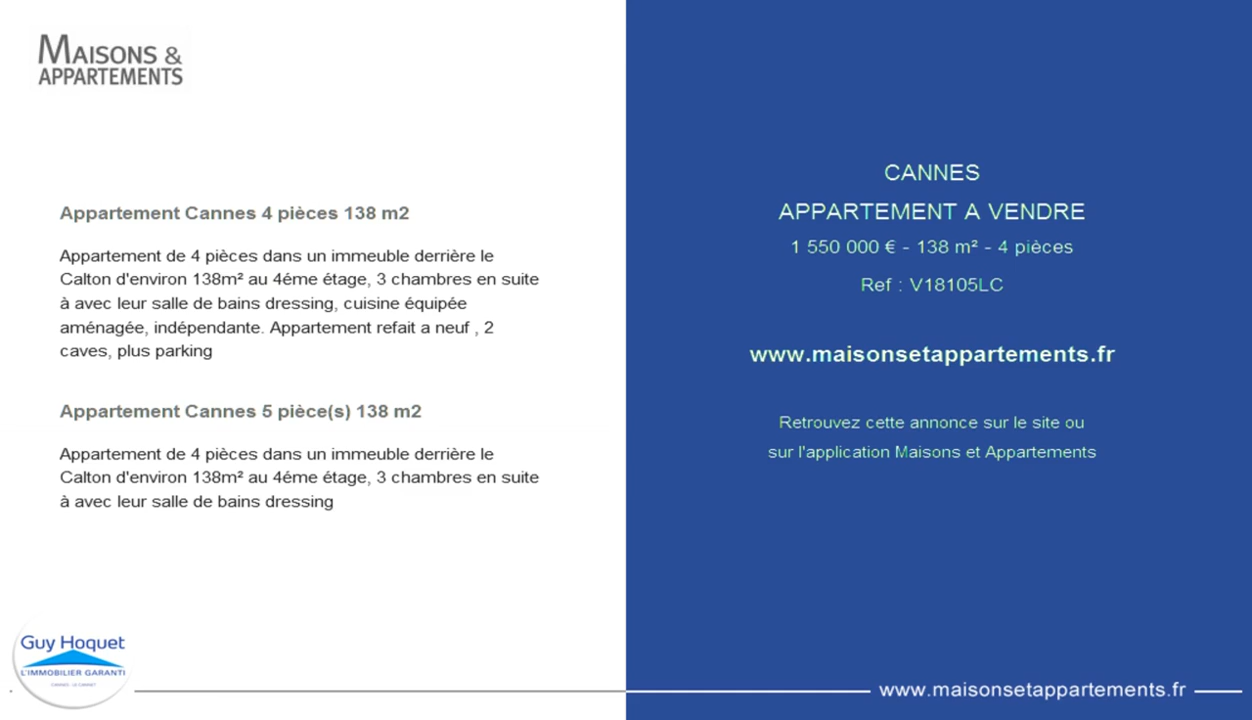 MAISONS &
APPARTEMENTS
Appartement Cannes 4 pièces 138 m2
Appartement de 4 pièces dans un immeuble derrière le
Calton d'environ 138m² au 4éme étage, 3 chambres en suite
à avec leur salle de bains dressing, cuisine équipée
aménagée, indépendante. Appartement refait a neuf , 2
caves, plus parking
Appartement Cannes 5 pièce(s) 138 m2
Appartement de 4 pièces dans un immeuble derrière le
Calton d'environ 138m² au 4éme étage, 3 chambres en suite
à avec leur salle de bains dressing
Guy Hoquet
L'IMMOBILIER GARANTI
CANNES - LE CANNET
CANNES
APPARTEMENT A VENDRE
1 550 000 € - 138 m² - 4 pièces
Ref : V18105LC
www.maisonsetappartements.fr
Retrouvez cette annonce sur le site ou
sur l'application Maisons et Appartements
www.maisonsetappartements.fr